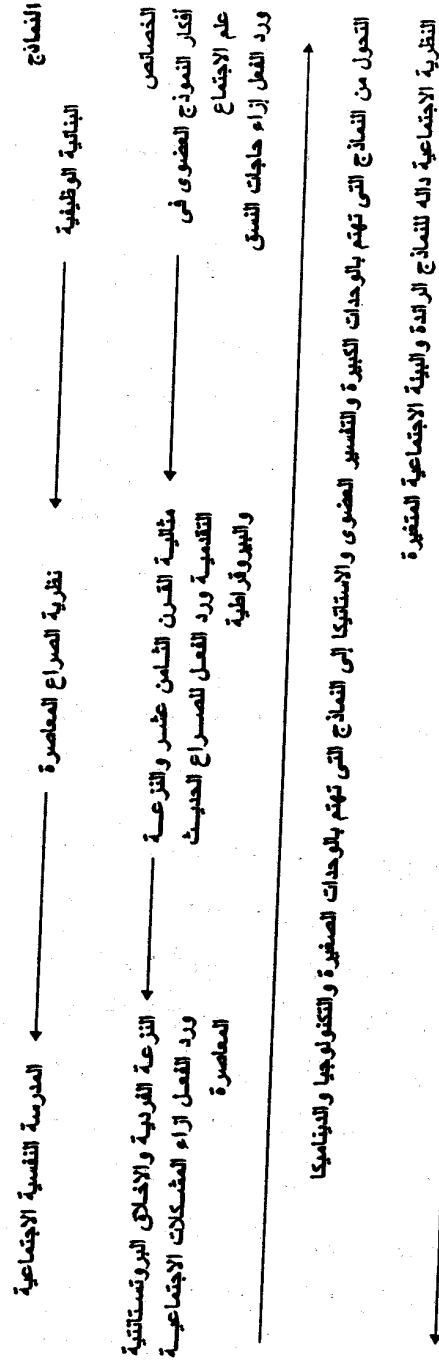 النماذج
البنائية الوظيفية
نظرية الصراع المعاصرة
المدرسة النفسية الاجتماعية
الخصائص
أفكار النموذج العضوى فى
علم الاجتماع
ورد الفعل إزاء حاجات النسق
مثالية القرن الثامن عشر والنزعة
التقدمية ورد الفعل للصراع الحديث
والبيروقراطية
النزعة الفردية والاخلاق البروتستانتية
ورد الفعل ازاء المشكلات الاجتماعية
المعاصرة
التحول من النماذج التى تهتم بالوحدات الكبيرة والتفسير العضوى والاستاتيكا إلى النماذج التى تهتم بالوحدات الصغيرة والتكنولوجيا والديناميكا
النظرية الاجتماعية داله للنماذج الرائدة والبيئة الاجتماعية المتغيرة